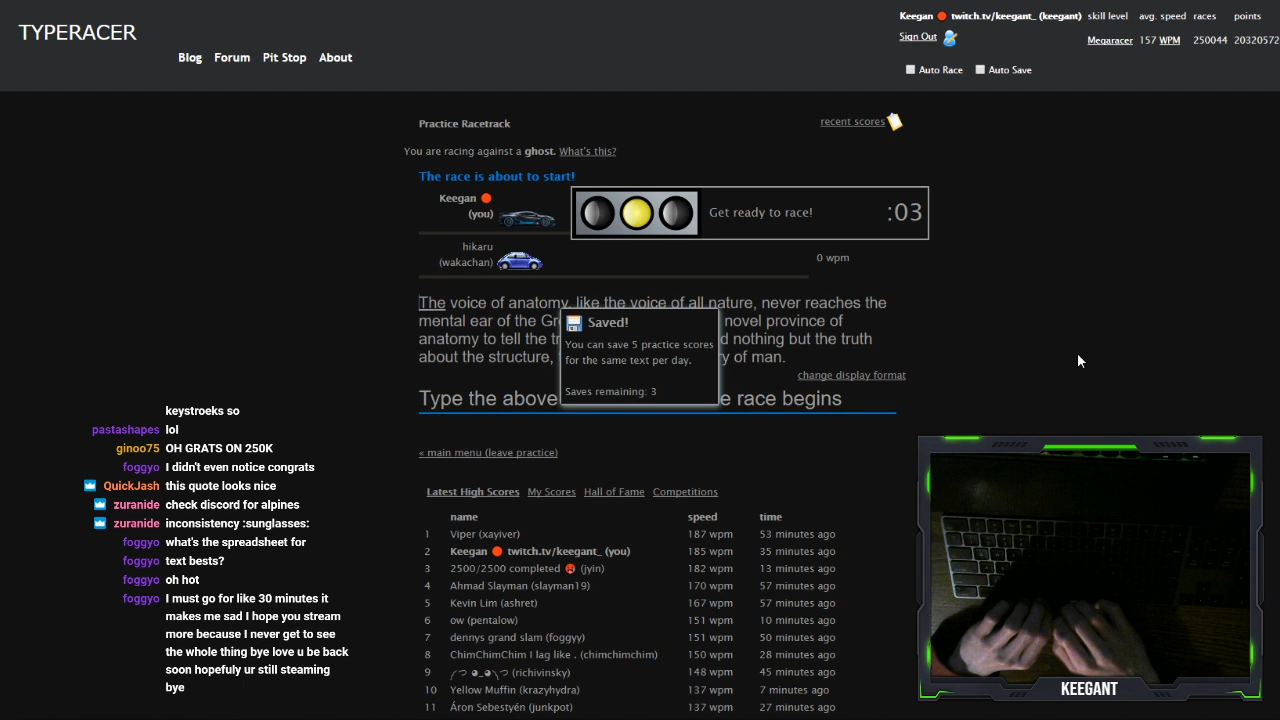 TYPERACER
Blog Forum Pit Stop About
Keegan twitch.tv/keegant_ (keegant) skill level avg. speed races points
Sign Out Megaracer 157 WPM 250044 20320572
Auto Race Auto Save
Practice Racetrack
recent scores
You are racing against a ghost. What's this?
The race is about to start!
Keegan
(you)
Get ready to race! :03
hikaru
(wakachan)
0 wpm
The voice of anatomy, like the voice of all nature, never reaches the
mental ear of the Gr novel province of
anatomy to tell the tr d nothing but the truth
about the structure, y of man.
Saved!
You can save 5 practice scores
for the same text per day.
Saves remaining: 3
change display format
Type the above e race begins
« main menu (leave practice)
Latest High Scores My Scores Hall of Fame Competitions
name speed time
1 Viper (xayiver) 187 wpm 53 minutes ago
2 Keegan twitch.tv/keegant_ (you) 185 wpm 35 minutes ago
3 2500/2500 completed (jyin) 182 wpm 13 minutes ago
4 Ahmad Slayman (slayman19) 170 wpm 57 minutes ago
5 Kevin Lim (ashret) 167 wpm 57 minutes ago
6 ow (pentalow) 151 wpm 10 minutes ago
7 dennys grand slam (foggyy) 151 wpm 50 minutes ago
8 ChimChimChim I lag like . (chimchimchim) 150 wpm 28 minutes ago
9 (richivinsky) 148 wpm 45 minutes ago
10 Yellow Muffin (krazyhydra) 137 wpm 7 minutes ago
11 Áron Sebestyén (junkpot) 137 wpm 27 minutes ago
keystroeks so
pastashapes lol
ginoo75 OH GRATS ON 250K
foggyo I didn't even notice congrats
QuickJash this quote looks nice
zuranide check discord for alpines
zuranide inconsistency :sunglasses:
foggyo what's the spreadsheet for
foggyo text bests?
foggyo oh hot
foggyo I must go for like 30 minutes it
makes me sad I hope you stream
more because I never get to see
the whole thing bye love u be back
soon hopefuly ur still steaming
bye
KEEGANT